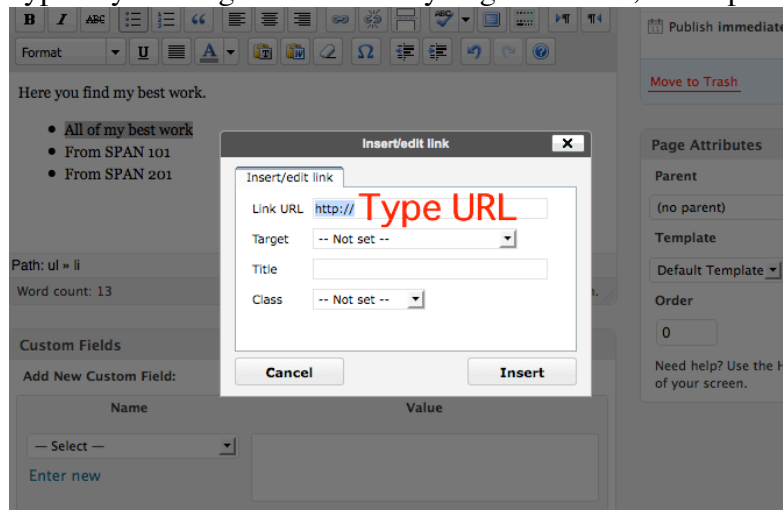 B I ABC
Publish immediate
Format U A
Here you find my best work.
Move to Trash
All of my best work
From SPAN 101
From SPAN 201
Insert/edit link
Insert/edit link
Link URL http:// Type URL
Target -- Not set --
Title
Class -- Not set --
Cancel Insert
Path: ul » li
Word count: 13
Page Attributes
Parent
(no parent)
Template
Default Template
Order
0
Need help? Use the H
of your screen.
Custom Fields
Add New Custom Field:
Name Value
— Select —
Enter new